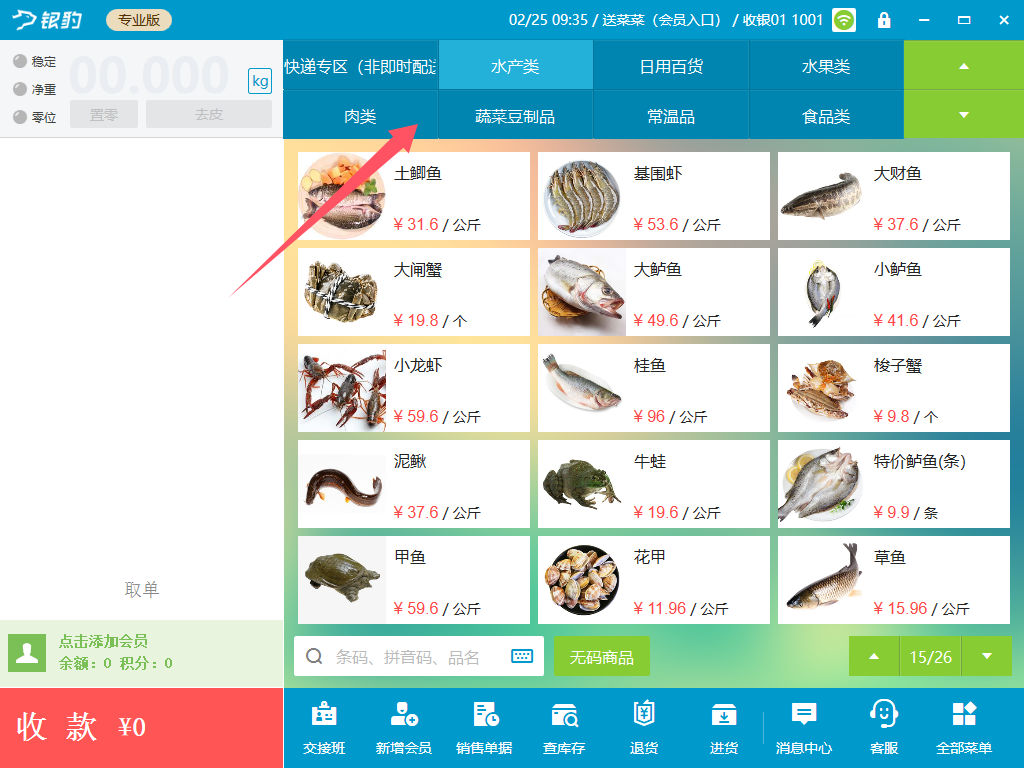 银豹 专业版 02/25 09:35 / 送菜菜（会员入口） / 收银01 1001
稳定
净重
零位
00.000 kg
置零 去皮
快递专区（非即时配送 水产类 日用百货 水果类
肉类 蔬菜豆制品 常温品 食品类
土鲫鱼 基围虾 大财鱼
¥ 31.6 / 公斤 ¥ 53.6 / 公斤 ¥ 37.6 / 公斤
大闸蟹 大鲈鱼 小鲈鱼
¥ 19.8 / 个 ¥ 49.6 / 公斤 ¥ 41.6 / 公斤
小龙虾 桂鱼 梭子蟹
¥ 59.6 / 公斤 ¥ 96 / 公斤 ¥ 9.8 / 个
泥鳅 牛蛙 特价鲈鱼(条)
¥ 37.6 / 公斤 ¥ 19.6 / 公斤 ¥ 9.9 / 条
甲鱼 花甲 草鱼
¥ 59.6 / 公斤 ¥ 11.96 / 公斤 ¥ 15.96 / 公斤
取单
点击添加会员
余额：0 积分：0
条码、拼音码、品名 无码商品 15/26
收 款 ¥0
交接班 新增会员 销售单据 查库存 退货 进货 消息中心 客服 全部菜单